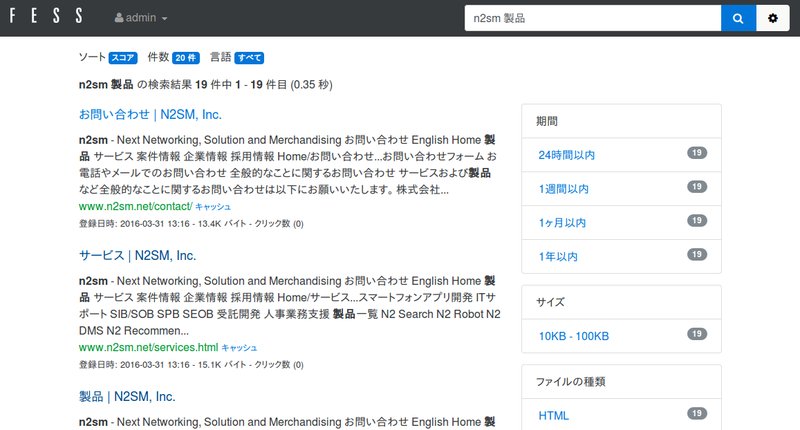 FESS admin n2sm 製品
ソート スコア 件数 20 件 言語 すべて
n2sm 製品 の検索結果 19 件中 1 - 19 件目 (0.35 秒)
お問い合わせ | N2SM, Inc.
n2sm - Next Networking, Solution and Merchandising お問い合わせ English Home 製
品 サービス 案件情報 企業情報 採用情報 Home/お問い合わせ...お問い合わせフォーム お
電話やメールでのお問い合わせ 全般的なことに関するお問い合わせ サービスおよび製品
など全般的なことに関するお問い合わせは以下にお願いいたします。 株式会社...
www.n2sm.net/contact/ キャッシュ
登録日時: 2016-03-31 13:16 - 13.4K バイト - クリック数 (0)
サービス | N2SM, Inc.
n2sm - Next Networking, Solution and Merchandising お問い合わせ English Home 製
品 サービス 案件情報 企業情報 採用情報 Home/サービス...スマートフォンアプリ開発 ITサ
ポート SIB/SOB SPB SEOB 受託開発 人事業務支援 製品一覧 N2 Search N2 Robot N2
DMS N2 Recommen...
www.n2sm.net/services.html キャッシュ
登録日時: 2016-03-31 13:16 - 15.1K バイト - クリック数 (0)
製品 | N2SM, Inc.
n2sm - Next Networking, Solution and Merchandising お問い合わせ English Home 製
期間
24時間以内 19
1週間以内 19
1ヶ月以内 19
1年以内 19
サイズ
10KB - 100KB 19
ファイルの種類
HTML 19